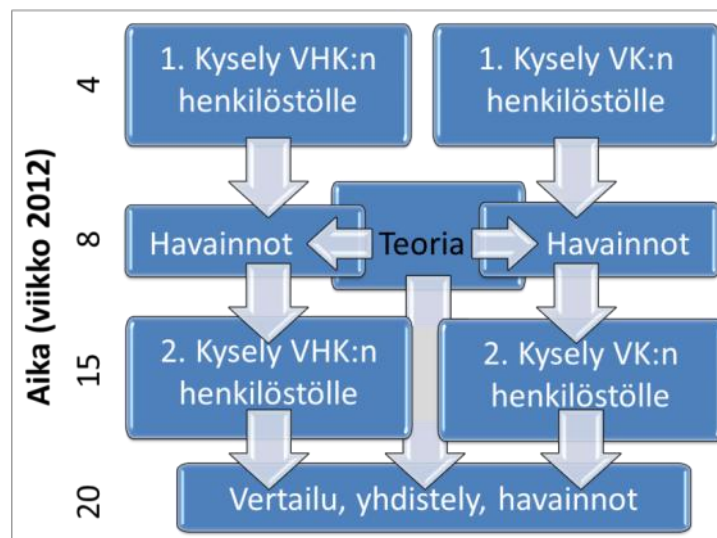 Aika (viikko 2012)
4
1. Kysely VHK:n
henkilöstölle
1. Kysely VK:n
henkilöstölle
8
Havainnot
Teoria
Havainnot
15
2. Kysely VHK:n
henkilöstölle
2. Kysely VK:n
henkilöstölle
20
Vertailu, yhdistely, havainnot